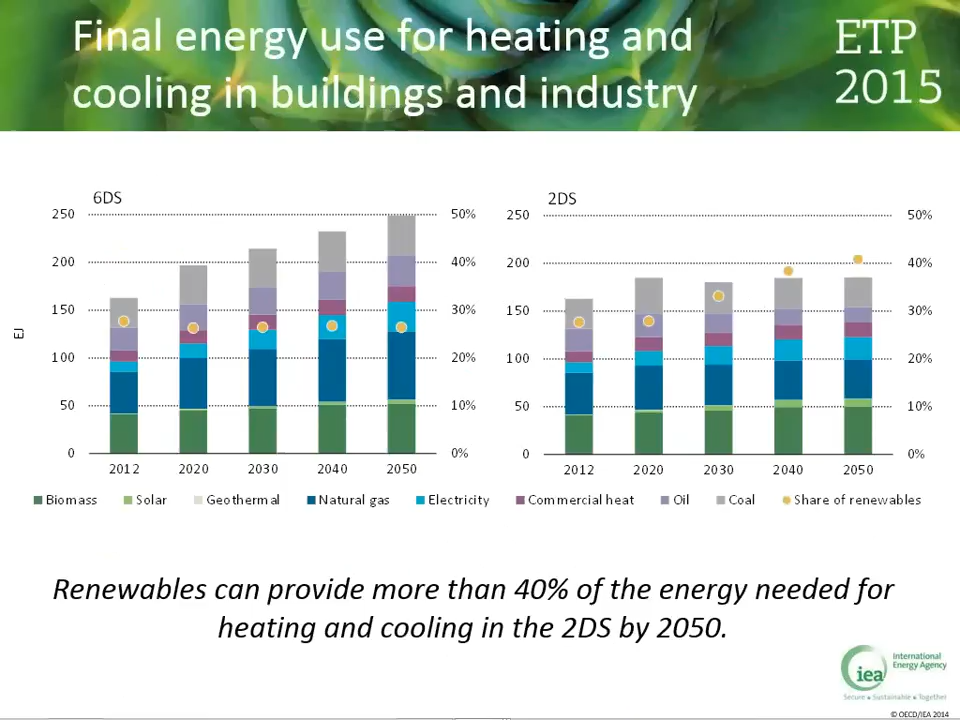 Final energy use for heating and
cooling in buildings and industry
ETP
2015
6DS
2DS
EJ
250
200
150
100
50
0
50%
40%
30%
20%
10%
0%
2012 2020 2030 2040 2050
250
200
150
100
50
0
50%
40%
30%
20%
10%
0%
2012 2020 2030 2040 2050
Biomass Solar Geothermal Natural gas Electricity Commercial heat Oil Coal Share of renewables
Renewables can provide more than 40% of the energy needed for
heating and cooling in the 2DS by 2050.
iea
International
Energy Agency
Secure • Sustainable • Together
© OECD/IEA 2014